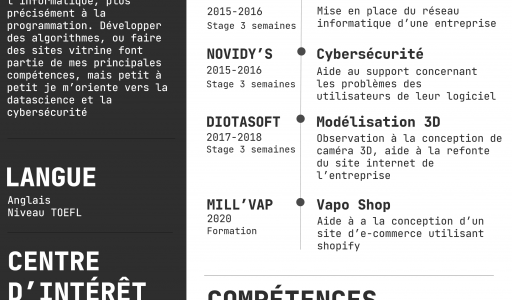 l'informatique, plus
précisément à la
programmation. Développer
des algorithmes, ou faire
des sites vitrine font
partie de mes principales
compétences, mais petit à
petit je m'oriente vers la
datascience et la
cybersécurité
LANGUE
Anglais
Niveau TOEFL
CENTRE
D'INTÉRÊT
2015-2016
Stage 3 semaines
Mise en place du réseau
informatique d'une entreprise
NOVIDY'S
2015-2016
Stage 3 semaines
Cybersécurité
Aide au support concernant
les problèmes des
utilisateurs de leur logiciel
DIOTASOFT
2017-2018
Stage 3 semaines
Modélisation 3D
Observation à la conception de
caméra 3D, aide à la refonte
du site internet de
l'entreprise
MILL'VAP
2020
Formation
Vapo Shop
Aide à a la conception d'un
site d'e-commerce utilisant
shopify
COMPÉTENCES